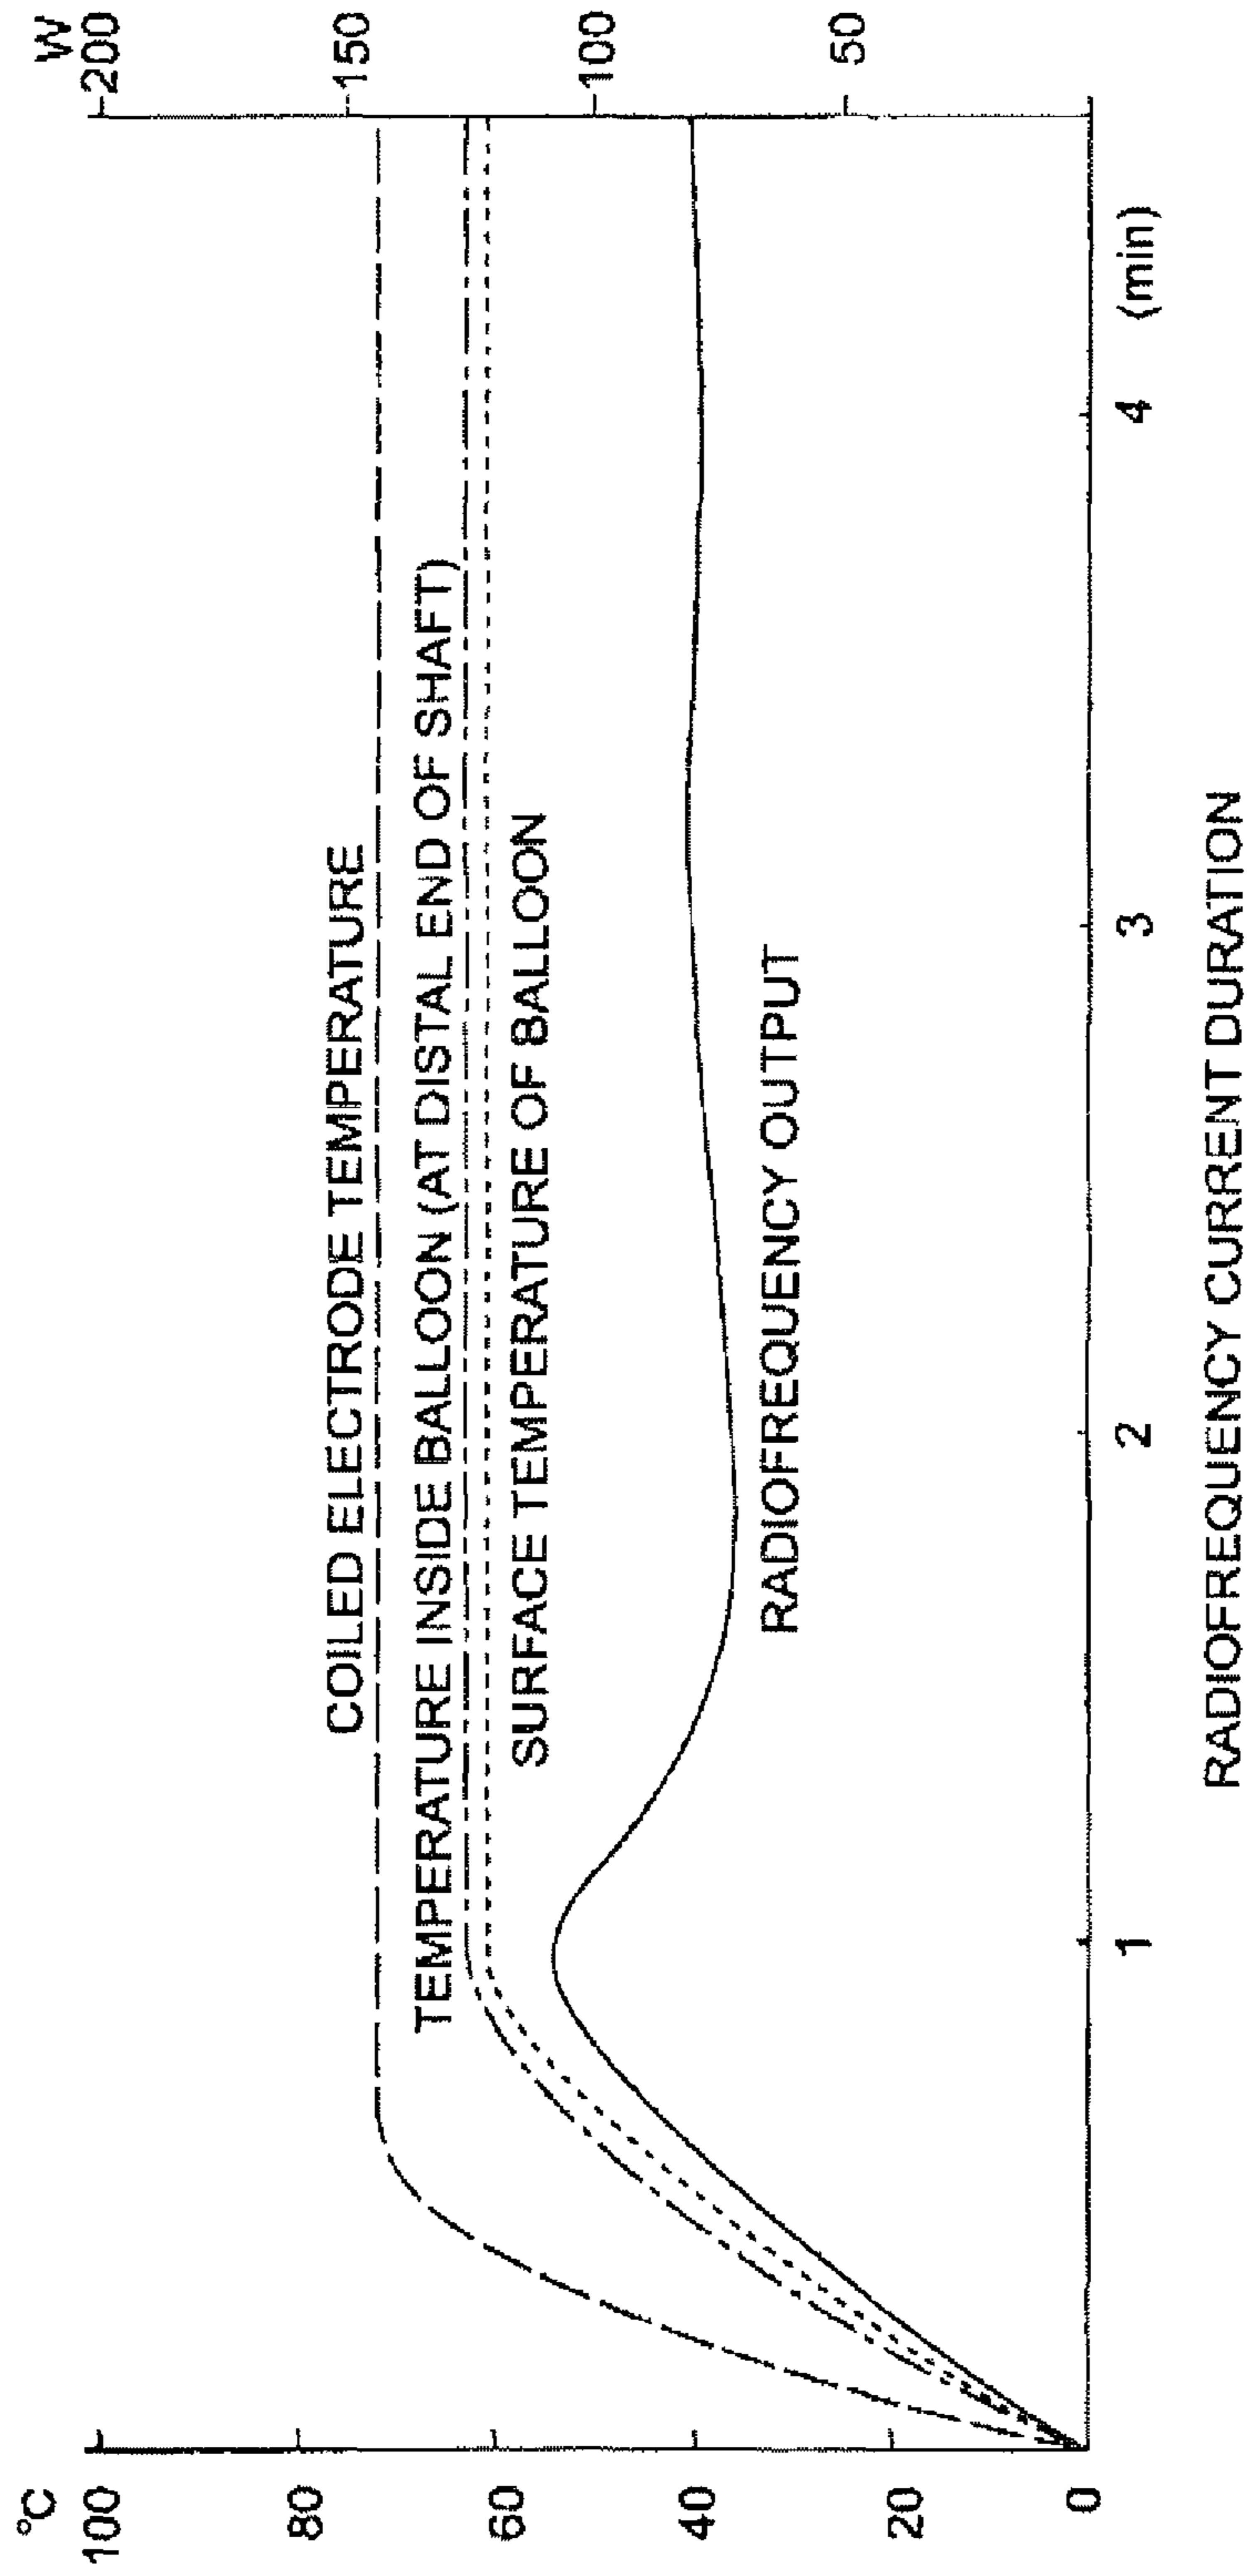 °C
100
80
60
40
20
0
COILED ELECTRODE TEMPERATURE
TEMPERATURE INSIDE BALLOON (AT DISTAL END OF SHAFT)
SURFACE TEMPERATURE OF BALLOON
RADIOFREQUENCY OUTPUT
W
200
150
100
50
1
2
3
4
(min)
RADIOFREQUENCY CURRENT DURATION